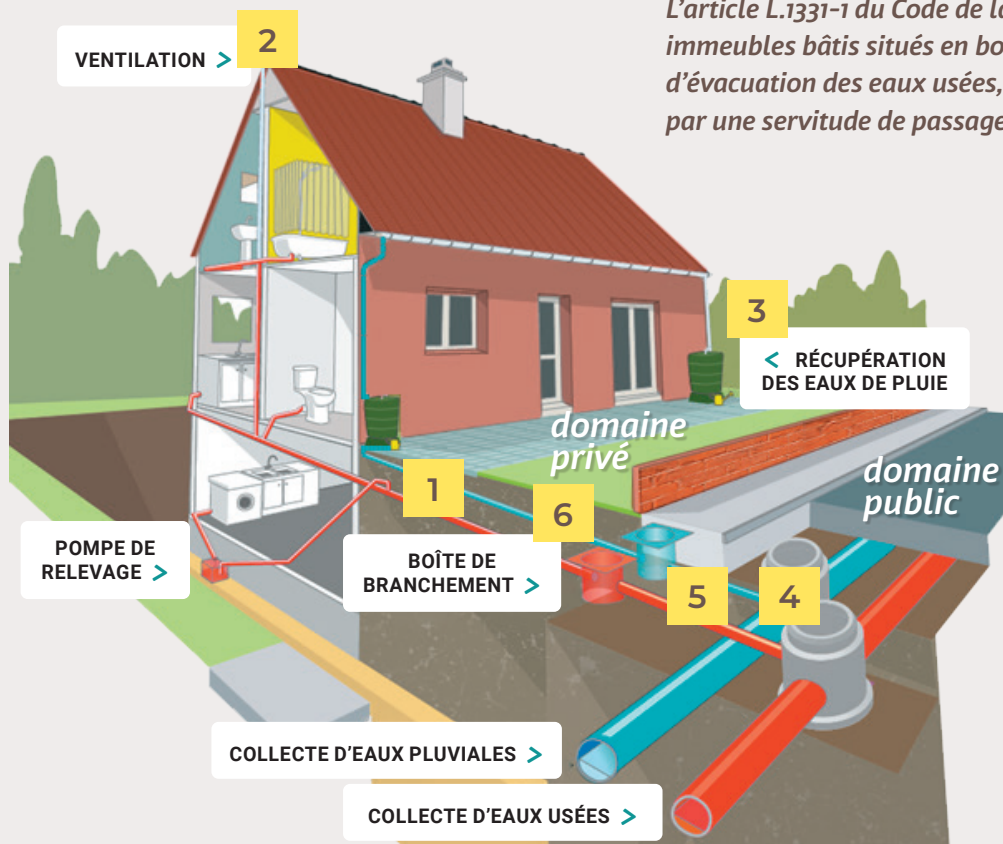 L'article L.1331-1 du Code de la
immeubles bâtis situés en bo
d'évacuation des eaux usées,
par une servitude de passage
2
VENTILATION >
3
< RÉCUPÉRATION
DES EAUX DE PLUIE
domaine
privé
domaine
public
1
6
POMPE DE
RELEVAGE >
BOÎTE DE
BRANCHEMENT >
5
4
COLLECTE D'EAUX PLUVIALES >
COLLECTE D'EAUX USÉES >